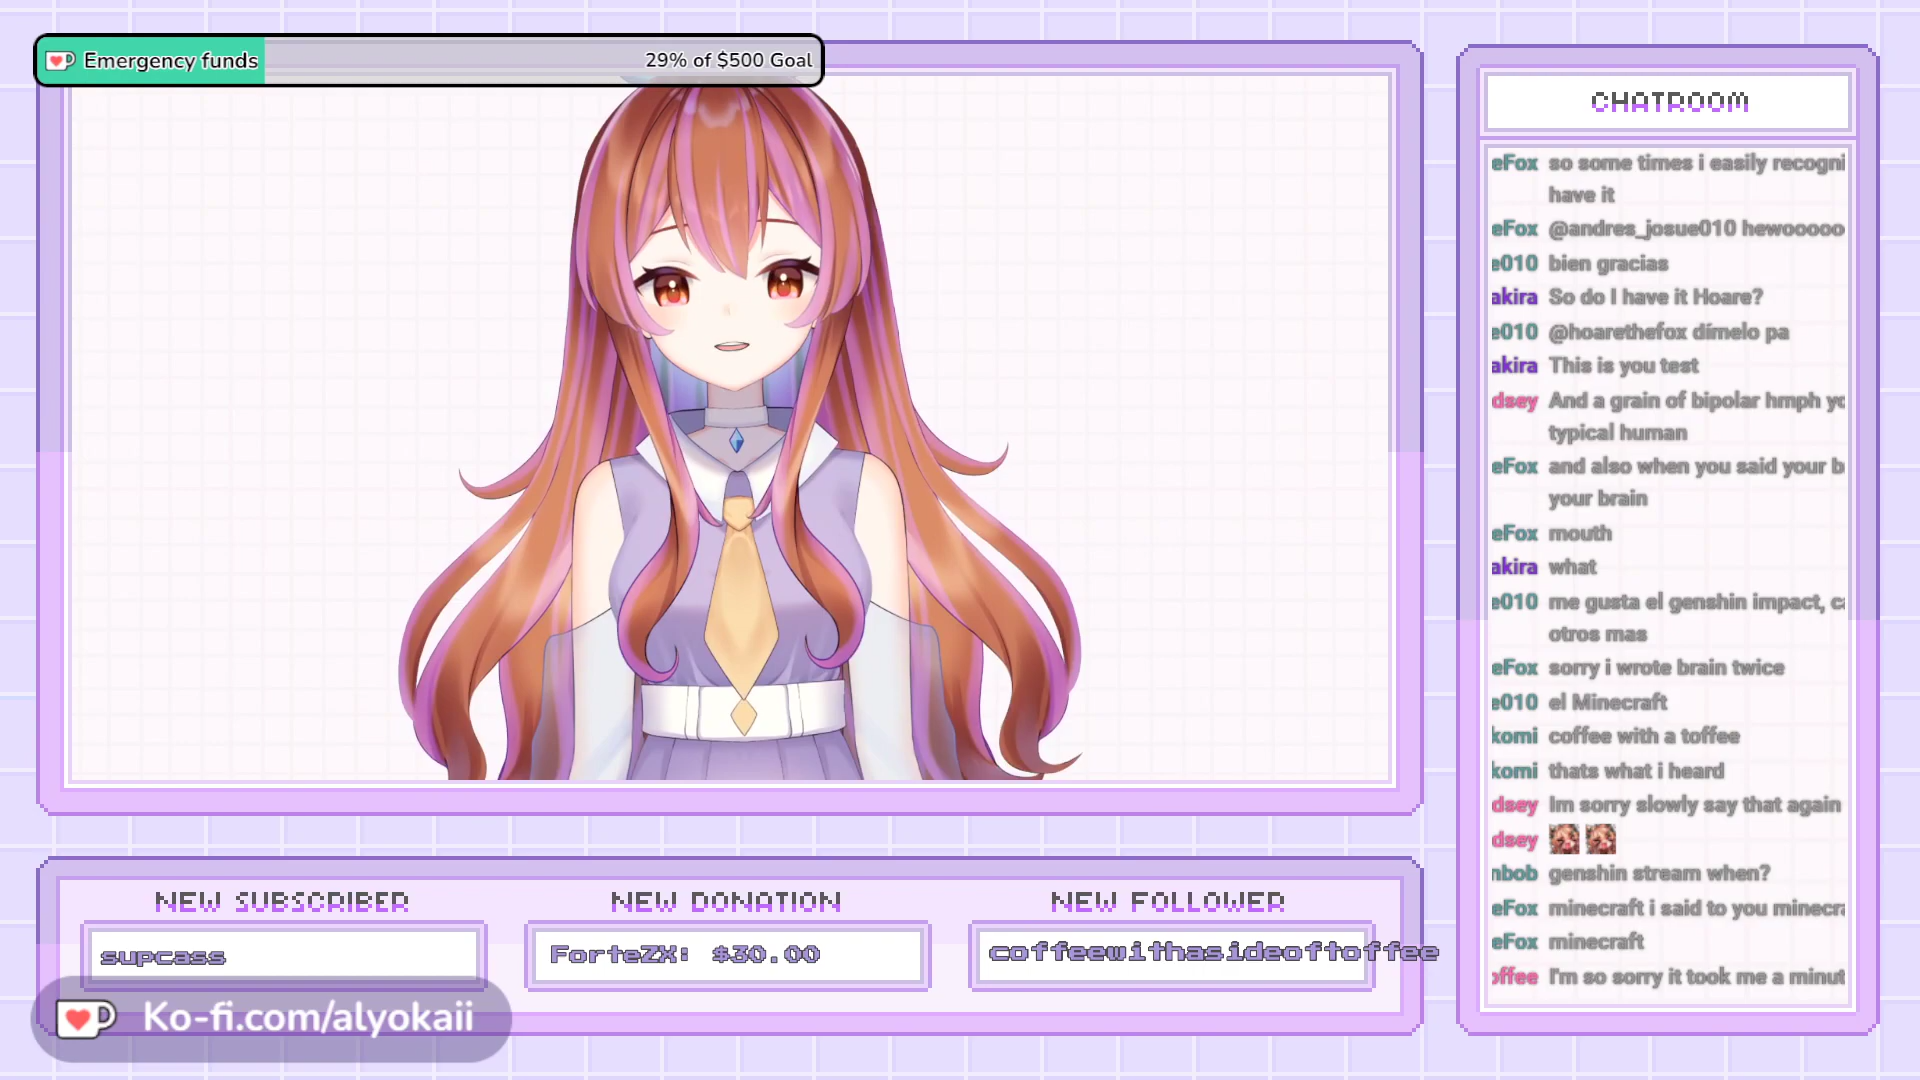 Emergency funds
29% of $500 Goal
CHATROOM
eFox so some times i easily recogni
have it
eFox @andres_josue010 hewooooo
e010 bien gracias
akira So do I have it Hoare?
e010 @hoarethefox dímelo pa
akira This is you test
dsey And a grain of bipolar hmph yo
typical human
eFox and also when you said your b
your brain
eFox mouth
akira what
e010 me gusta el genshin impact, ca
otros mas
eFox sorry i wrote brain twice
e010 el Minecraft
komi coffee with a toffee
komi thats what i heard
dsey Im sorry slowly say that again
dsey
nbob genshin stream when?
eFox minecraft i said to you minecra
eFox minecraft
offee I'm so sorry it took me a minut
NEW SUBSCRIBER
supcass
NEW DONATION
ForteZX: $30.00
NEW FOLLOWER
coffeewithasideoftoffee
Ko-fi.com/alyokaii